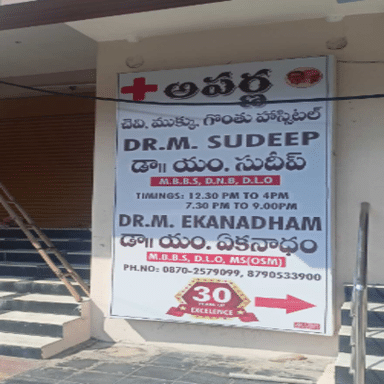 అపర్ణ
చెవి, ముక్కు, గొంతు హాస్పిటల్
DR.M. SUDEEP
డా॥ యం. సుదీప్
M.B.B.S, D.N.B, D.L.O
TIMINGS: 12.30 PM TO 4PM
7.30 PM TO 9.00PM
DR.M. EKANADHAM
డా॥ యం. ఏకనాధం
M.B.B.S, D.L.O, MS(OSM)
PH.NO: 0870-2579099, 8790533900
30
YEARS OF
EXCELLENCE